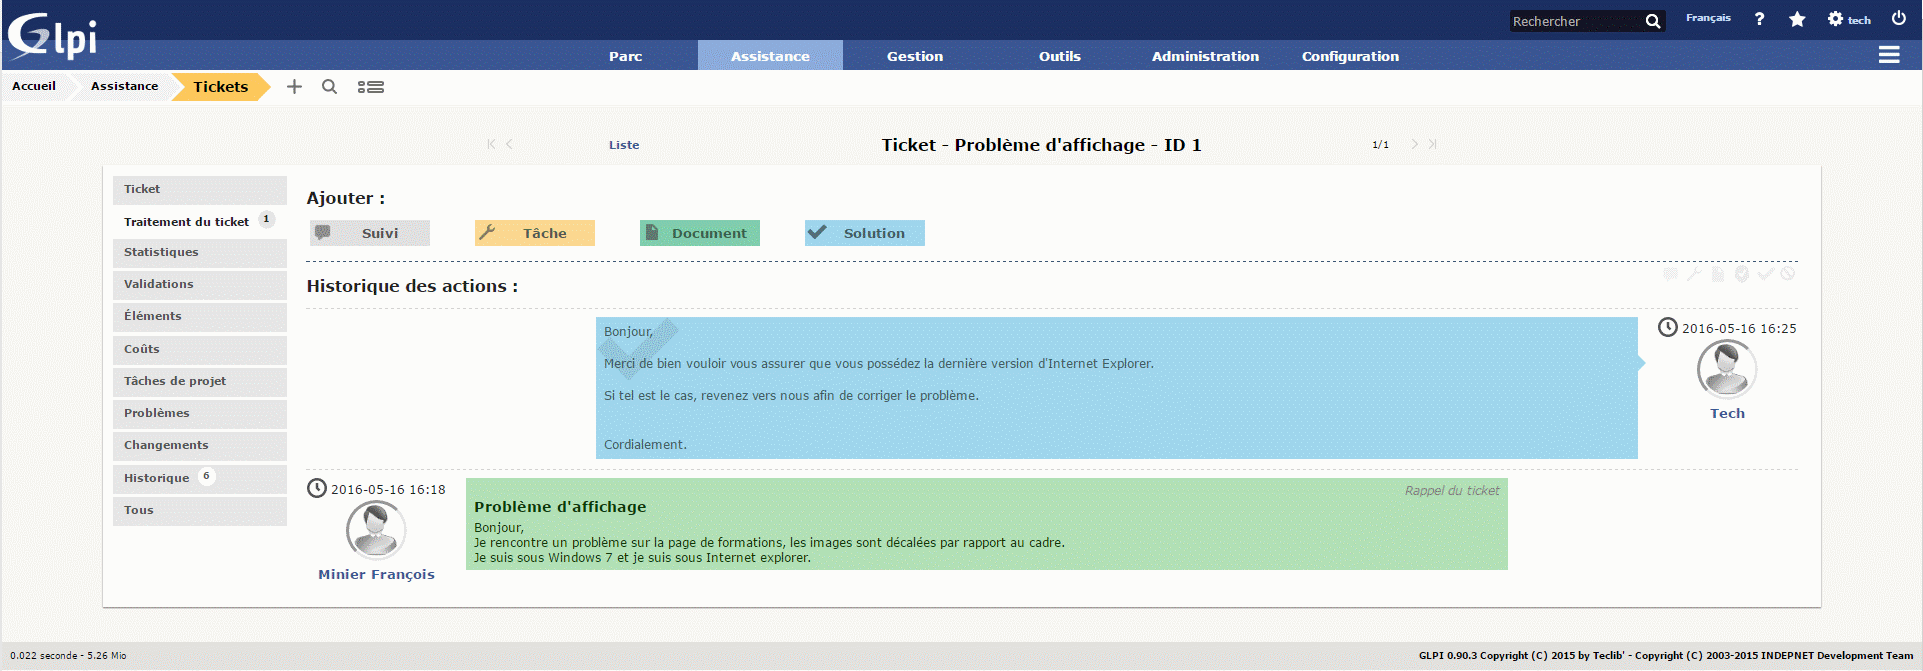 Glpi
Rechercher
Français
?
tech
Parc
Assistance
Gestion
Outils
Administration
Configuration
Accueil
Assistance
Tickets
Liste
Ticket - Problème d'affichage - ID 1
1/1
Ticket
Traitement du ticket 1
Statistiques
Validations
Éléments
Coûts
Tâches de projet
Problèmes
Changements
Historique 6
Tous
Ajouter :
Suivi
Tâche
Document
Solution
Historique des actions :
Bonjour,
Merci de bien vouloir vous assurer que vous possédez la dernière version d'Internet Explorer.
Si tel est le cas, revenez vers nous afin de corriger le problème.
Cordialement.
2016-05-16 16:25
Tech
2016-05-16 16:18
Minier François
Rappel du ticket
Problème d'affichage
Bonjour,
Je rencontre un problème sur la page de formations, les images sont décalées par rapport au cadre.
Je suis sous Windows 7 et je suis sous Internet explorer.
0.022 seconde - 5.26 Mio
GLPI 0.90.3 Copyright (C) 2015 by Teclib' - Copyright (C) 2003-2015 INDEPNET Development Team